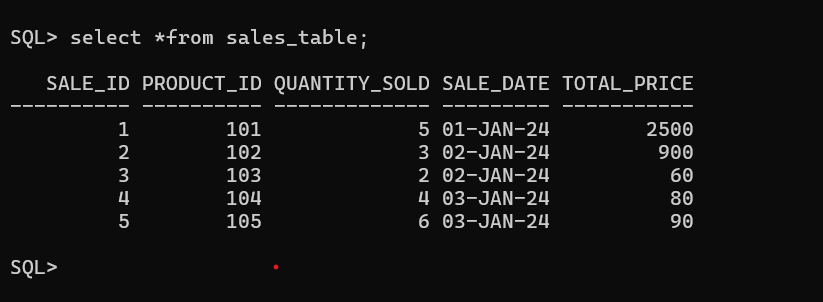 SQL> select *from sales_table;
SALE_ID PRODUCT_ID QUANTITY_SOLD SALE_DATE TOTAL_PRICE
---------- ---------- ------------- --------- -----------
1 101 5 01-JAN-24 2500
2 102 3 02-JAN-24 900
3 103 2 02-JAN-24 60
4 104 4 03-JAN-24 80
5 105 6 03-JAN-24 90
SQL>